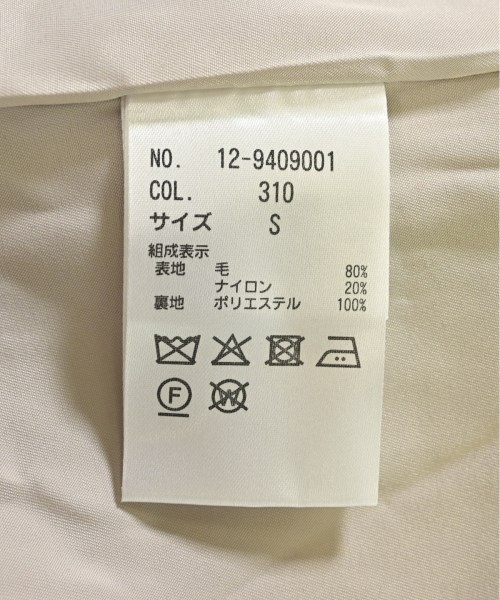 NO. 12-9409001
COL. 310
サイズ S
組成表示
表地 毛 80%
ナイロン 20%
裏地 ポリエステル 100%
F W